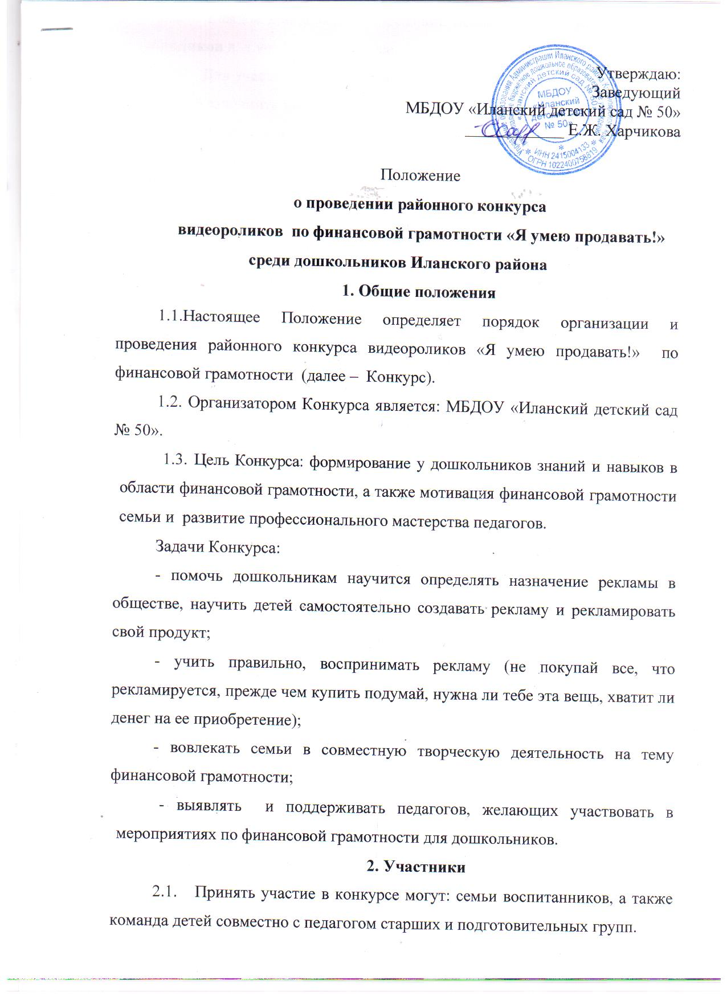 Утверждаю:
Заведующий
МБДОУ «Иланский детский сад № 50»
Е.Ж. Харчикова
МБДОУ
«Иланский
детский сад
№ 50»
ИНН 2415004133
ОГРН 1022400758619
Положение
о проведении районного конкурса
видеороликов по финансовой грамотности «Я умею продавать!»
среди дошкольников Иланского района
1. Общие положения
1.1.Настоящее Положение определяет порядок организации и
проведения районного конкурса видеороликов «Я умею продавать!» по
финансовой грамотности (далее – Конкурс).
1.2. Организатором Конкурса является: МБДОУ «Иланский детский сад
№ 50».
1.3. Цель Конкурса: формирование у дошкольников знаний и навыков в
области финансовой грамотности, а также мотивация финансовой грамотности
семьи и развитие профессионального мастерства педагогов.
Задачи Конкурса:
- помочь дошкольникам научится определять назначение рекламы в
обществе, научить детей самостоятельно создавать рекламу и рекламировать
свой продукт;
- учить правильно, воспринимать рекламу (не покупай все, что
рекламируется, прежде чем купить подумай, нужна ли тебе эта вещь, хватит ли
денег на ее приобретение);
- вовлекать семьи в совместную творческую деятельность на тему
финансовой грамотности;
- выявлять и поддерживать педагогов, желающих участвовать в
мероприятиях по финансовой грамотности для дошкольников.
2. Участники
2.1. Принять участие в конкурсе могут: семьи воспитанников, а также
команда детей совместно с педагогом старших и подготовительных групп.